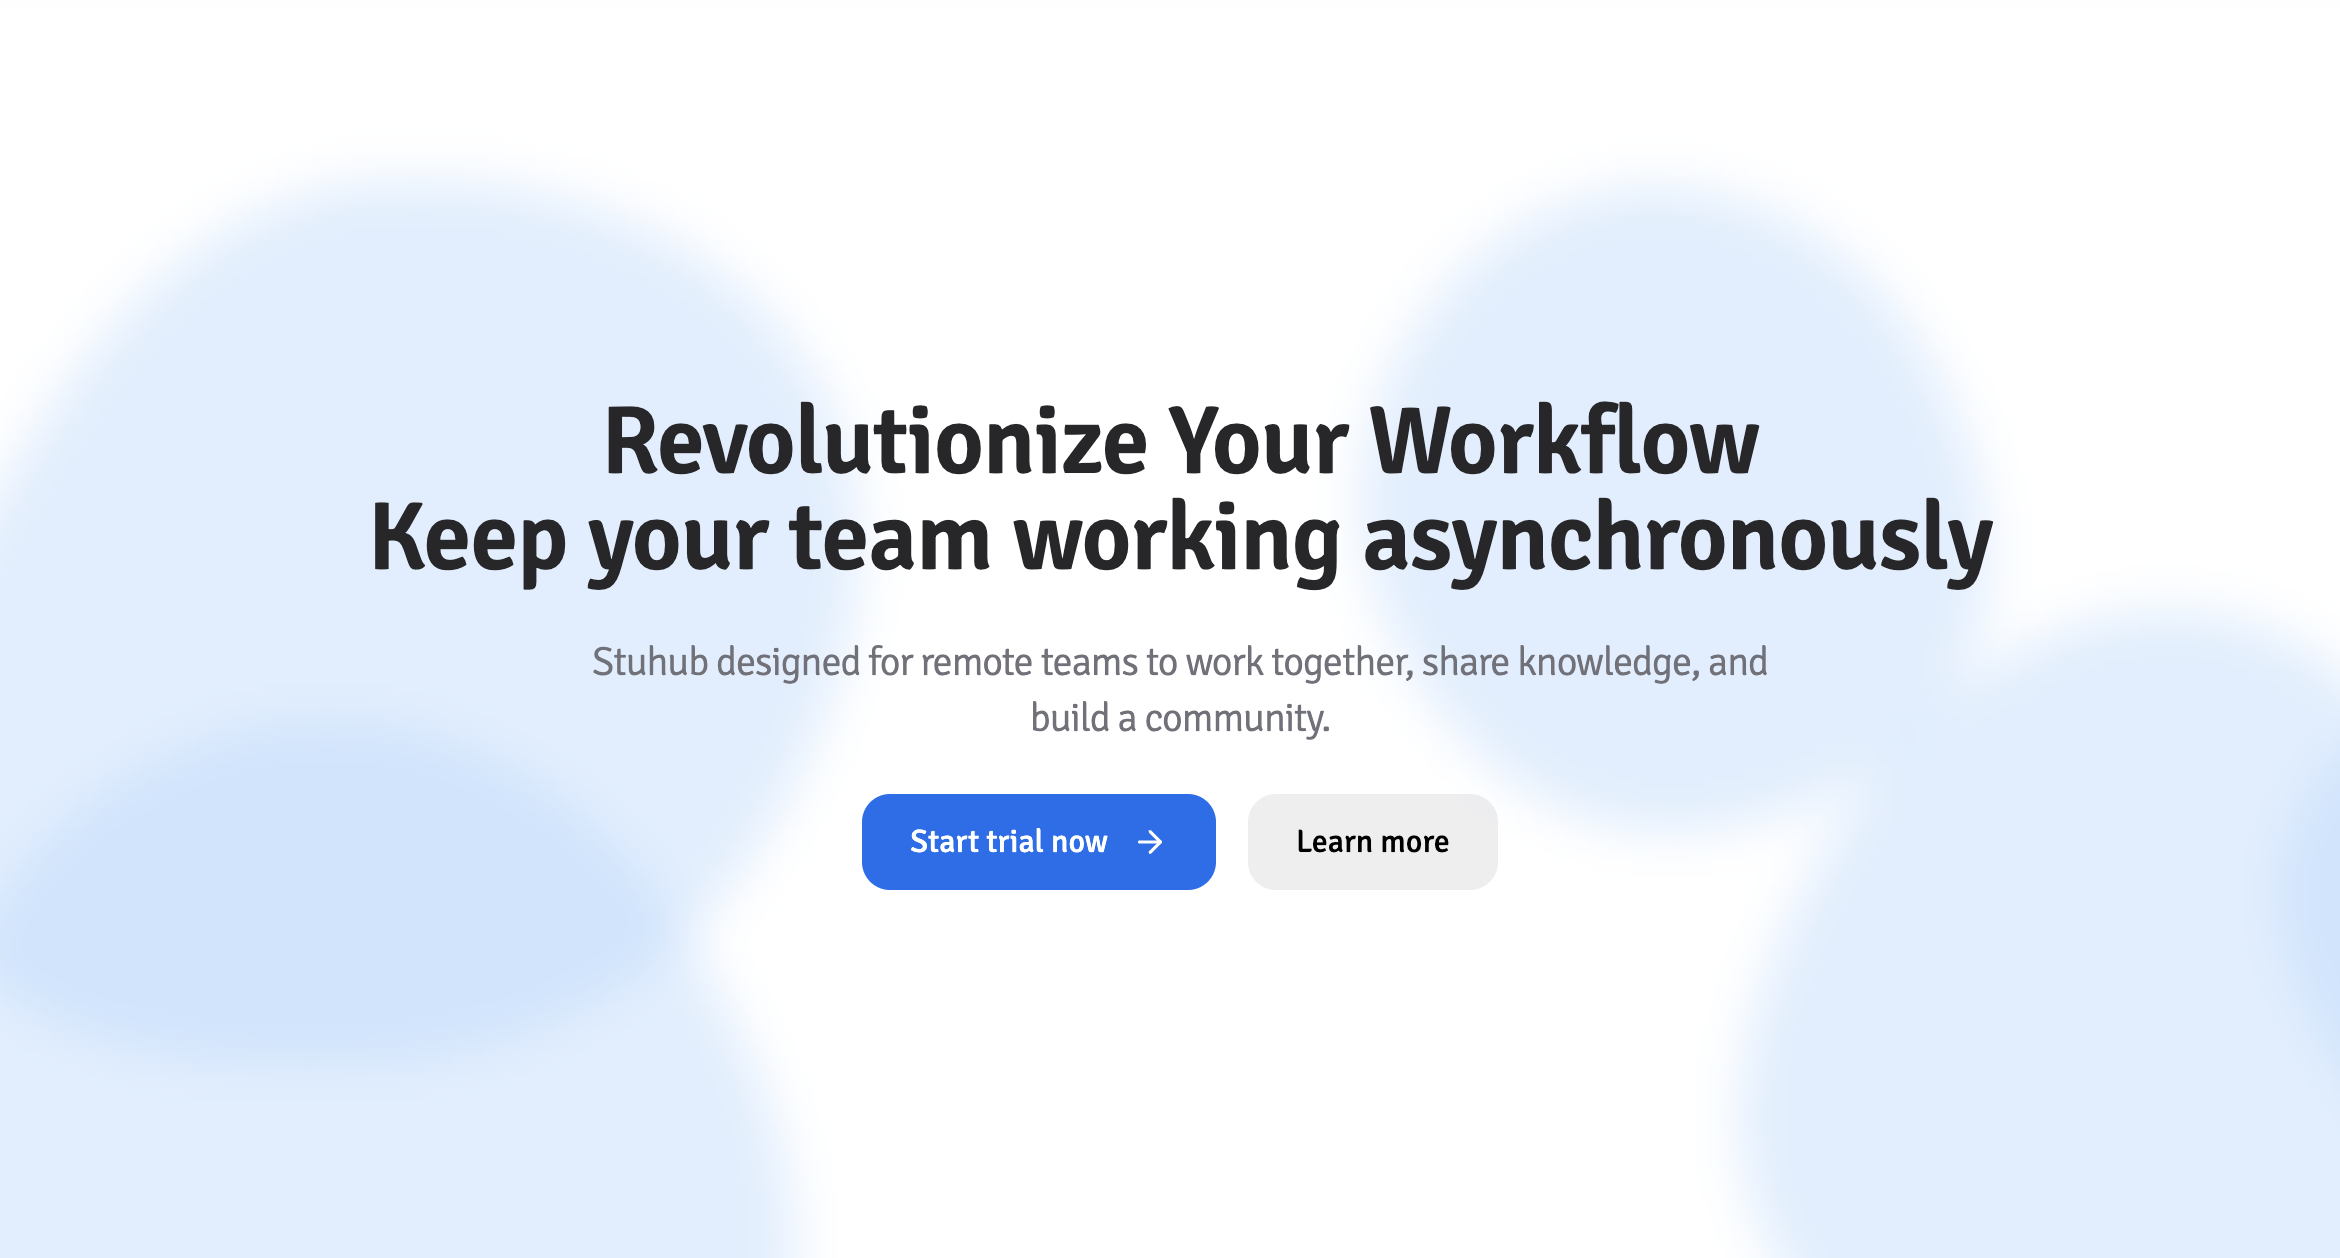 Revolutionize Your Workflow
Keep your team working asynchronously
Stuhub designed for remote teams to work together, share knowledge, and
build a community.
Start trial now
Learn more